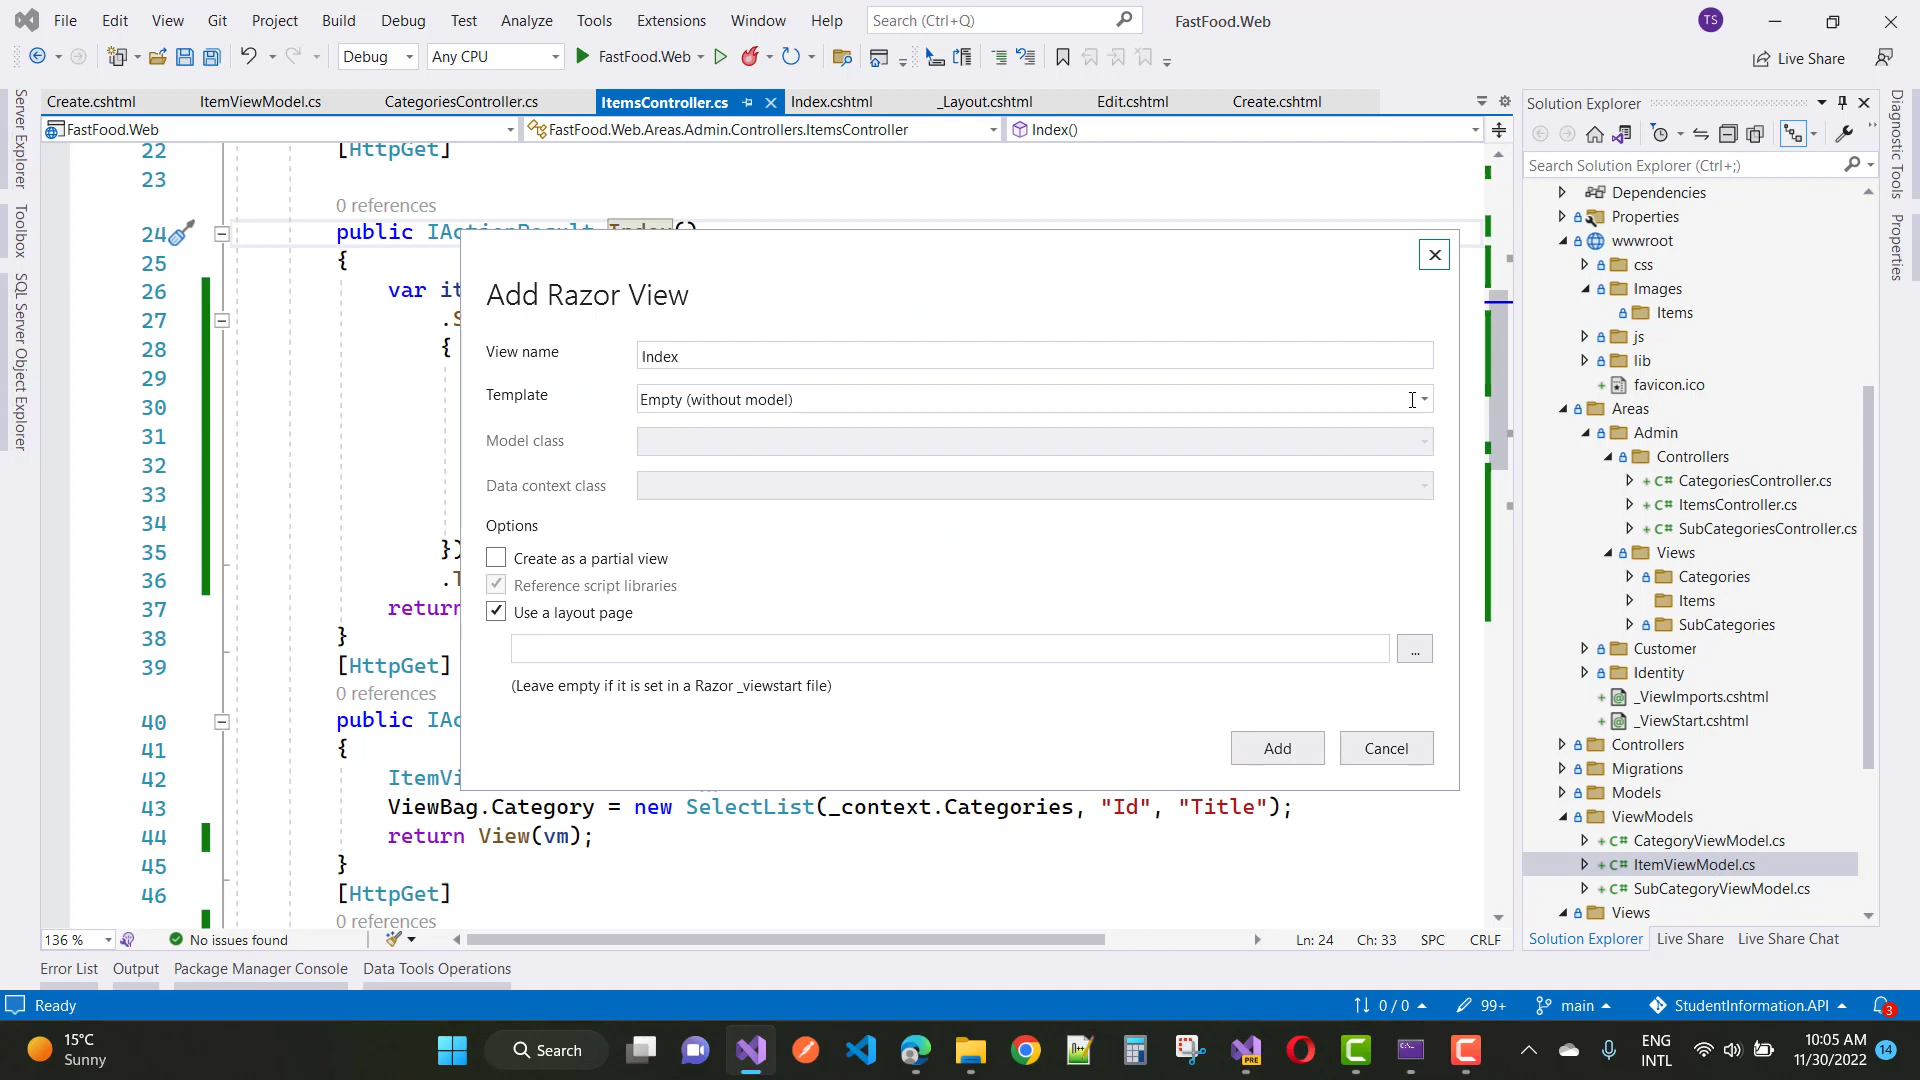 File Edit View Git Project Build Debug Test Analyze Tools Extensions Window Help Search (Ctrl+Q) FastFood.Web TS
Debug Any CPU FastFood.Web Live Share
Create.cshtml ItemViewModel.cs CategoriesController.cs ItemsController.cs Index.cshtml _Layout.cshtml Edit.cshtml Create.cshtml
FastFood.Web FastFood.Web.Areas.Admin.Controllers.ItemsController Index()
Server Explorer
Toolbox
SQL Server Object Explorer
22 [HttpGet]
23
0 references
24 public IActionResult Index()
25 {
26 var it
27 .S
28 {
29
30
31
32
33
34
35 })
36 .T
37 return
38 }
39 [HttpGet]
0 references
40 public IAc
41 {
42 ItemVi
43 ViewBag.Category = new SelectList(_context.Categories, "Id", "Title");
44 return View(vm);
45 }
46 [HttpGet]
0 references
Add Razor View
View name Index
Template Empty (without model)
Model class
Data context class
Options
Create as a partial view
Reference script libraries
Use a layout page
...
(Leave empty if it is set in a Razor _viewstart file)
Add Cancel
136 % No issues found Ln: 24 Ch: 33 SPC CRLF
Solution Explorer
Search Solution Explorer (Ctrl+;)
Dependencies
Properties
wwwroot
css
Images
Items
js
lib
favicon.ico
Areas
Admin
Controllers
C# CategoriesController.cs
C# ItemsController.cs
C# SubCategoriesController.cs
Views
Categories
Items
SubCategories
Customer
Identity
_ViewImports.cshtml
_ViewStart.cshtml
Controllers
Migrations
Models
ViewModels
C# CategoryViewModel.cs
C# ItemViewModel.cs
C# SubCategoryViewModel.cs
Views
Solution Explorer Live Share Live Share Chat
Diagnostic Tools
Properties
Error List Output Package Manager Console Data Tools Operations
Ready 0 / 0 99+ main StudentInformation.API 3
15°C
Sunny
Search
PRE
ENG
INTL
10:05 AM
11/30/2022
14